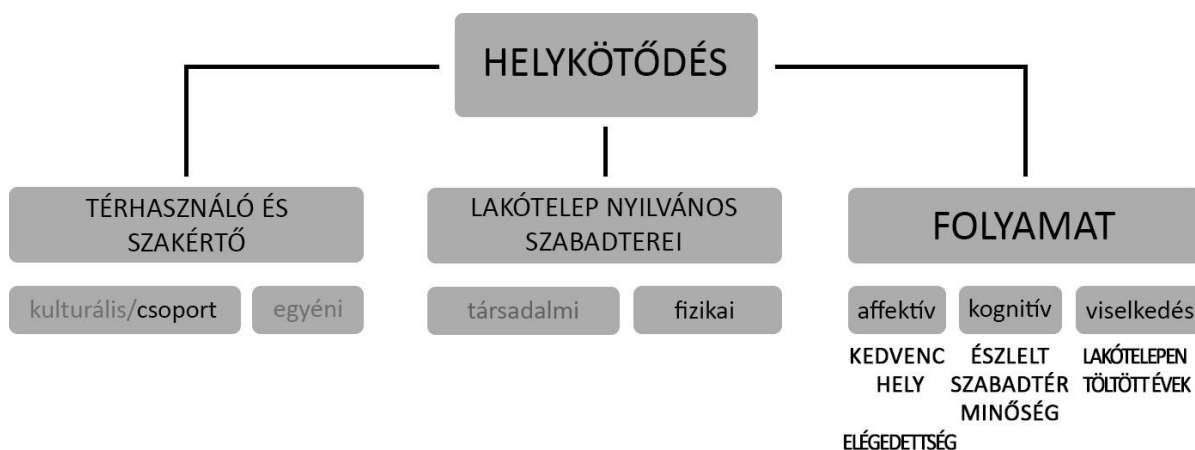 HELYKÖTŐDÉS
TÉRHASZNÁLÓ ÉS
SZAKÉRTŐ
kulturális/csoport
egyéni
LAKÓTELEP NYILVÁNOS
SZABADTEREI
társadalmi
fizikai
FOLYAMAT
affektív
kognitív
viselkedés
KEDVENC
HELY
ELÉGEDETTSÉG
ÉSZLELT
SZABADTÉR
MINŐSÉG
LAKÓTELEPEN
TÖLTÖTT ÉVEK